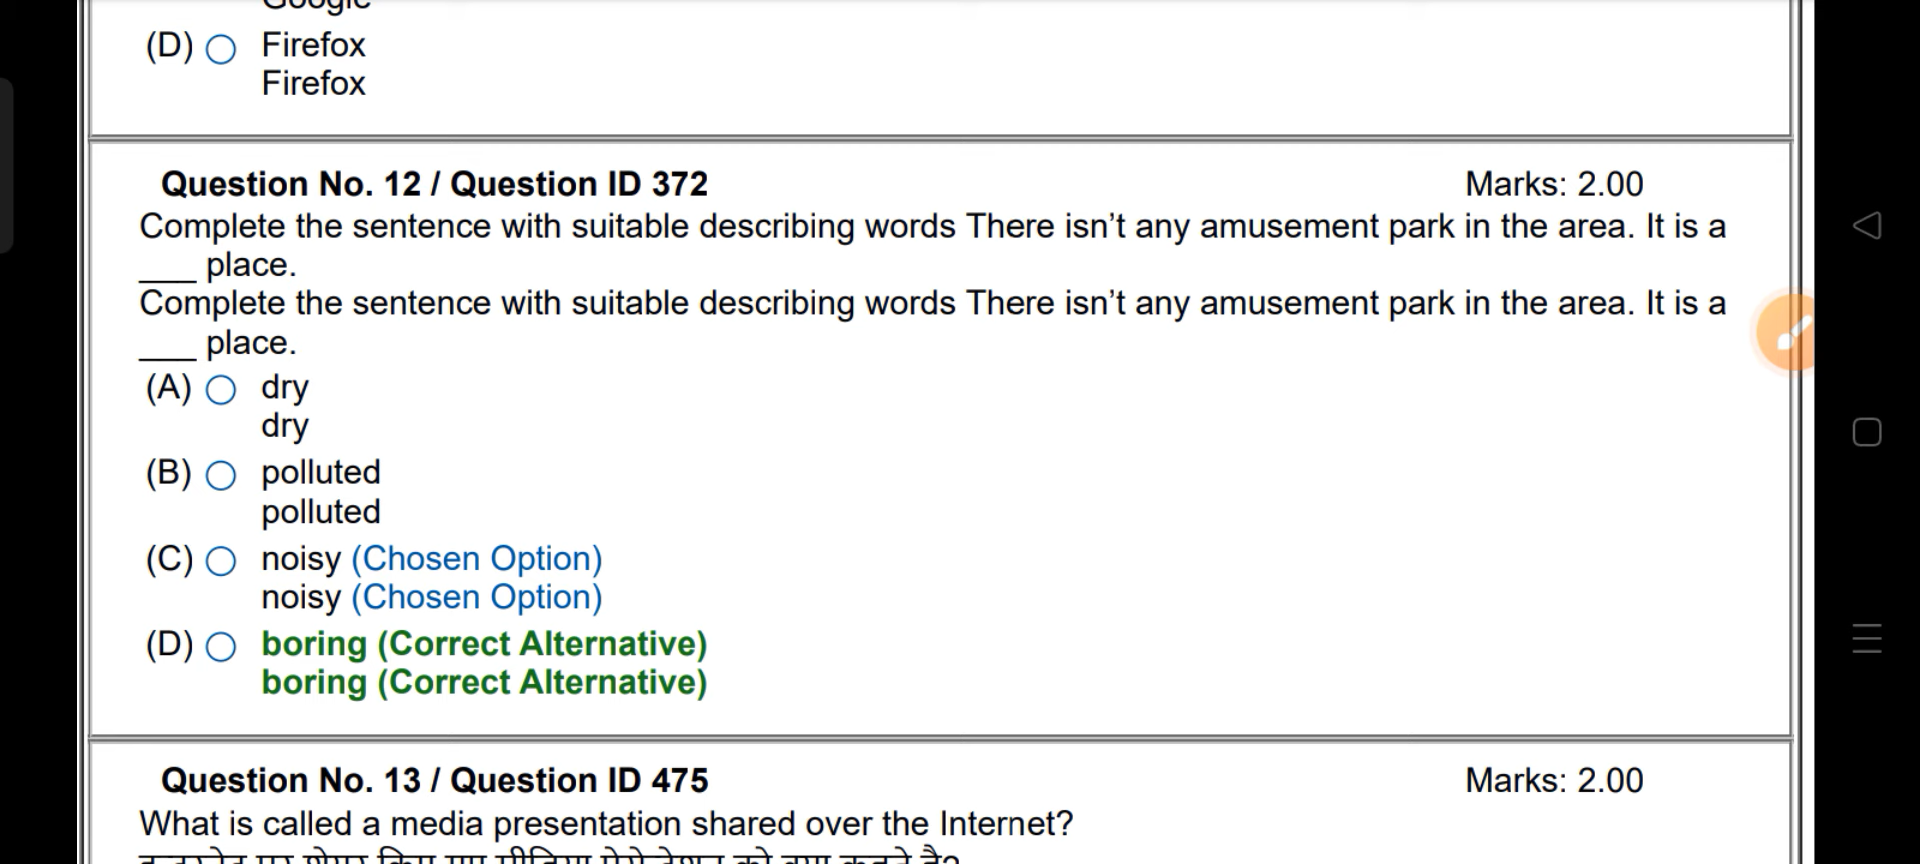 Google
(D) Firefox
Firefox
Question No. 12 / Question ID 372 Marks: 2.00
Complete the sentence with suitable describing words There isn’t any amusement park in the area. It is a
___ place.
Complete the sentence with suitable describing words There isn’t any amusement park in the area. It is a
___ place.
(A) dry
dry
(B) polluted
polluted
(C) noisy (Chosen Option)
noisy (Chosen Option)
(D) boring (Correct Alternative)
boring (Correct Alternative)
Question No. 13 / Question ID 475 Marks: 2.00
What is called a media presentation shared over the Internet?